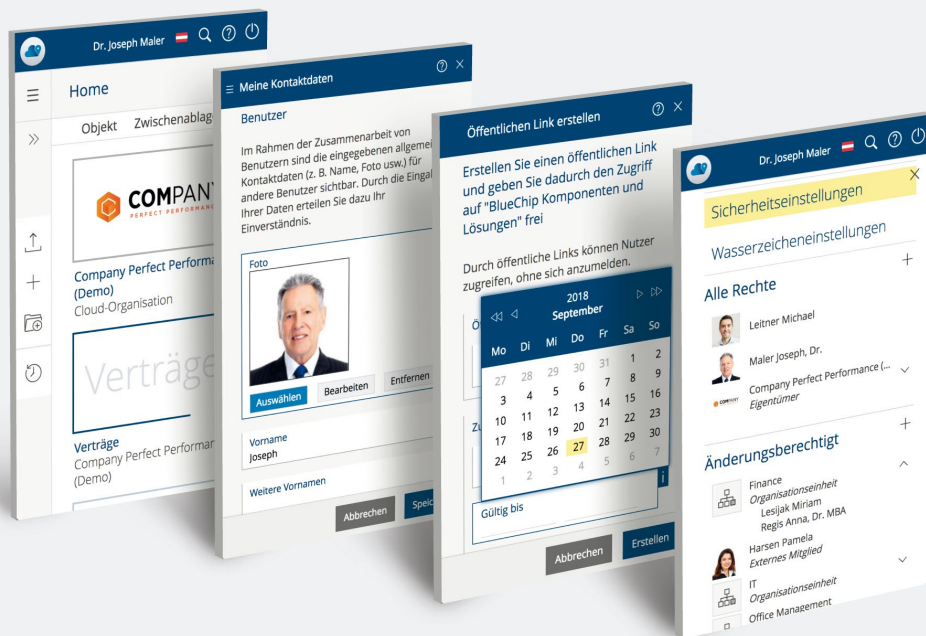 Dr. Joseph Maler
Home
Objekt Zwischenablag
COMPANY
PERFECT PERFORMANC
Company Perfect Performa
(Demo)
Cloud-Organisation
Verträge
Verträge
Company Perfect Performan
(Demo)
Meine Kontaktdaten
Benutzer
Im Rahmen der Zusammenarbeit von
Benutzern sind die eingegebenen allgemei
Kontaktdaten (z. B. Name, Foto usw.) für
andere Benutzer sichtbar. Durch die Eingal
Ihrer Daten erteilen Sie dazu Ihr
Einverständnis.
Foto
Auswählen Bearbeiten Entfernen
Vorname
Joseph
Weitere Vornamen
Abbrechen Speic
Öffentlichen Link erstellen
Erstellen Sie einen öffentlichen Link
und geben Sie dadurch den Zugriff
auf "BlueChip Komponenten und
Lösungen" frei
Durch öffentliche Links können Nutzer
zugreifen, ohne sich anzumelden.
Zu
2018
September
Mo Di Mi Do Fr Sa So
27 28 29 30 31 1 2
3 4 5 6 7 8 9
10 11 12 13 14 15 16
17 18 19 20 21 22 23
24 25 26 27 28 29 30
1 2 3 4 5 6 7
Gültig bis
Abbrechen Erstellen
Dr. Joseph Maler
Sicherheitseinstellungen
Wasserzeicheneinstellungen
Alle Rechte
Leitner Michael
Maler Joseph, Dr.
COMPANY
Company Perfect Performance (...
Eigentümer
Änderungsberechtigt
Finance
Organisationseinheit
Lesijak Miriam
Regis Anna, Dr. MBA
Harsen Pamela
Externes Mitglied
IT
Organisationseinheit
Office Management